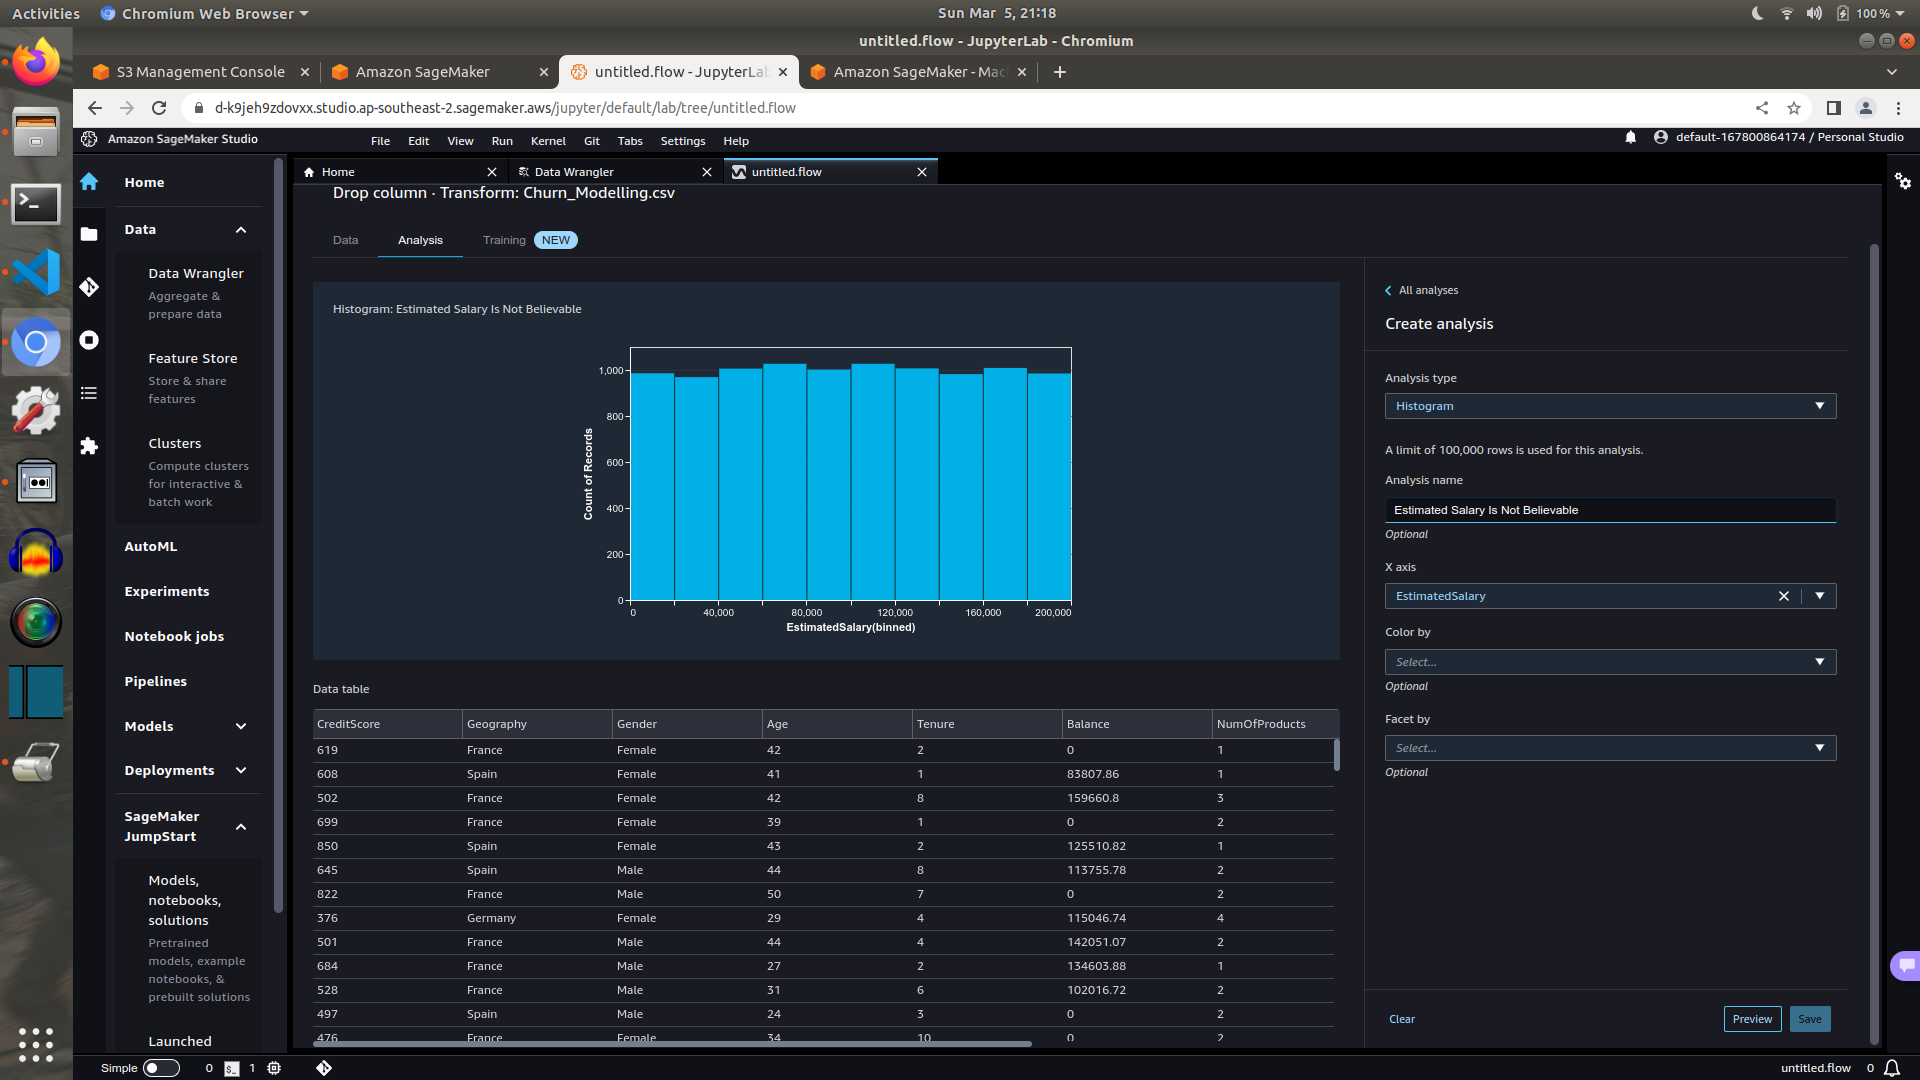 Activities
Chromium Web Browser
Sun Mar 5, 21:18
100 %
untitled.flow - JupyterLab - Chromium
S3 Management Console
Amazon SageMaker
untitled.flow - JupyterLab
Amazon SageMaker - Mac
d-k9jeh9zdovxx.studio.ap-southeast-2.sagemaker.aws/jupyter/default/lab/tree/untitled.flow
Amazon SageMaker Studio
File Edit View Run Kernel Git Tabs Settings Help
default-167800864174 / Personal Studio
Home
Data
Data Wrangler
Aggregate &
prepare data
Feature Store
Store & share
features
Clusters
Compute clusters
for interactive &
batch work
AutoML
Experiments
Notebook jobs
Pipelines
Models
Deployments
SageMaker
JumpStart
Models,
notebooks,
solutions
Pretrained
models, example
notebooks, &
prebuilt solutions
Launched
Home
Data Wrangler
untitled.flow
Drop column · Transform: Churn_Modelling.csv
Data Analysis Training NEW
Histogram: Estimated Salary Is Not Believable
Count of Records
1,000
800
600
400
200
0
0 40,000 80,000 120,000 160,000 200,000
EstimatedSalary(binned)
Data table
CreditScore Geography Gender Age Tenure Balance NumOfProducts
619 France Female 42 2 0 1
608 Spain Female 41 1 83807.86 1
502 France Female 42 8 159660.8 3
699 France Female 39 1 0 2
850 Spain Female 43 2 125510.82 1
645 Spain Male 44 8 113755.78 2
822 France Male 50 7 0 2
376 Germany Female 29 4 115046.74 4
501 France Male 44 4 142051.07 2
684 France Male 27 2 134603.88 1
528 France Male 31 6 102016.72 2
497 Spain Male 24 3 0 2
476 France Female 34 10 0 2
All analyses
Create analysis
Analysis type
Histogram
A limit of 100,000 rows is used for this analysis.
Analysis name
Estimated Salary Is Not Believable
Optional
X axis
EstimatedSalary
Color by
Select...
Optional
Facet by
Select...
Optional
Clear
Preview
Save
Simple
0
1
untitled.flow
0